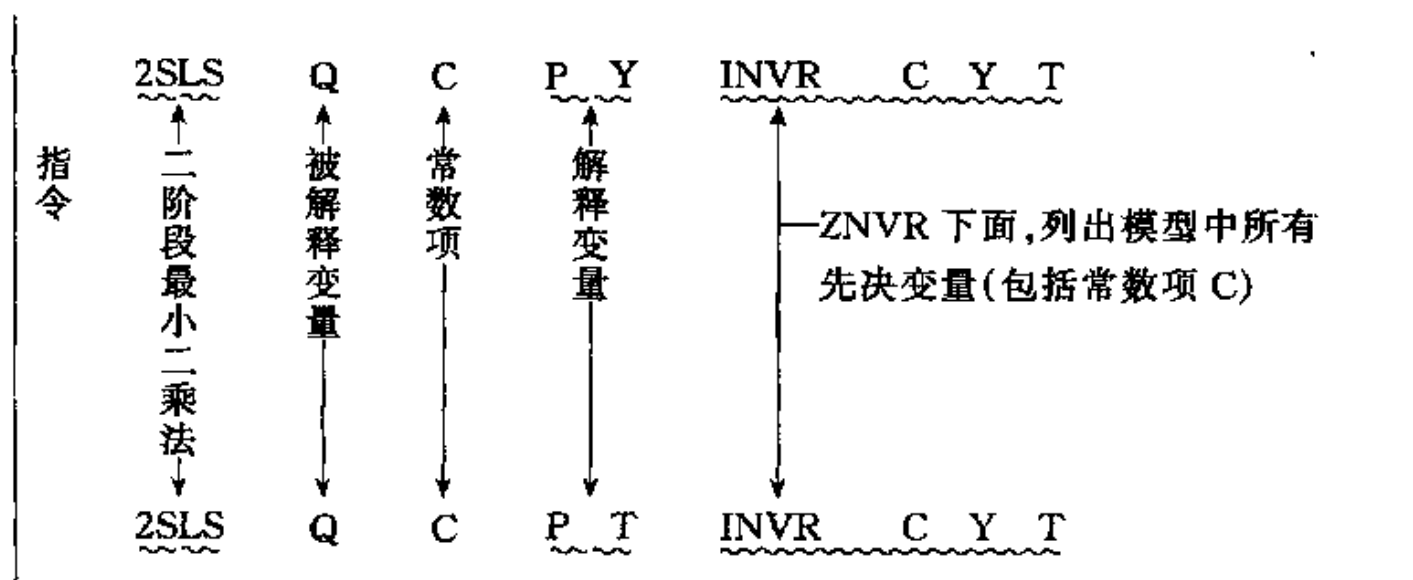 2SLS Q C P Y INVR C Y T
指令
二阶段最小二乘法
被解释变量
常数项
解释变量
ZNVR 下面,列出模型中所有
先决变量(包括常数项 C)
2SLS Q C P T INVR C Y T